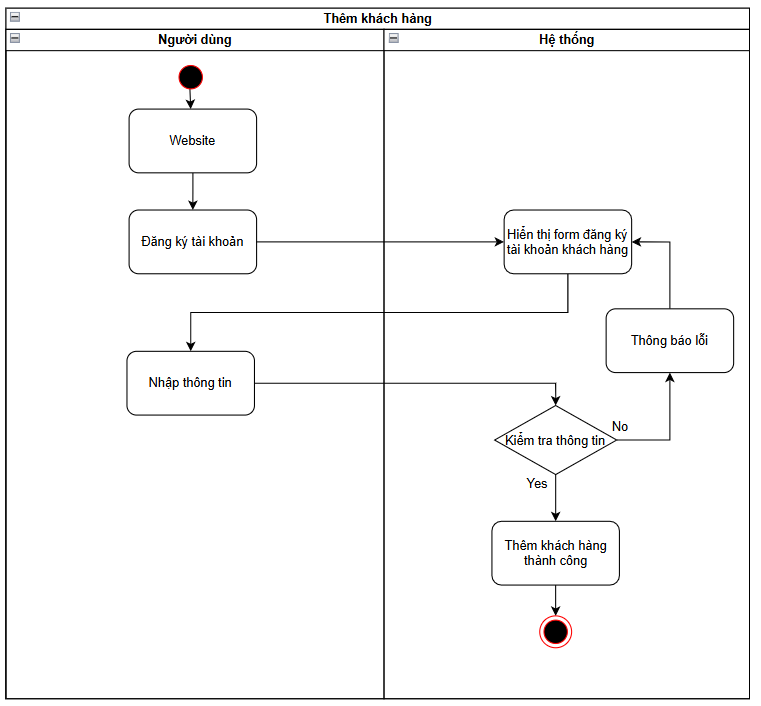 Thêm khách hàng
Người dùng
Hệ thống
Website
Đăng ký tài khoản
Hiển thị form đăng ký
tài khoản khách hàng
Thông báo lỗi
Nhập thông tin
No
Kiểm tra thông tin
Yes
Thêm khách hàng
thành công